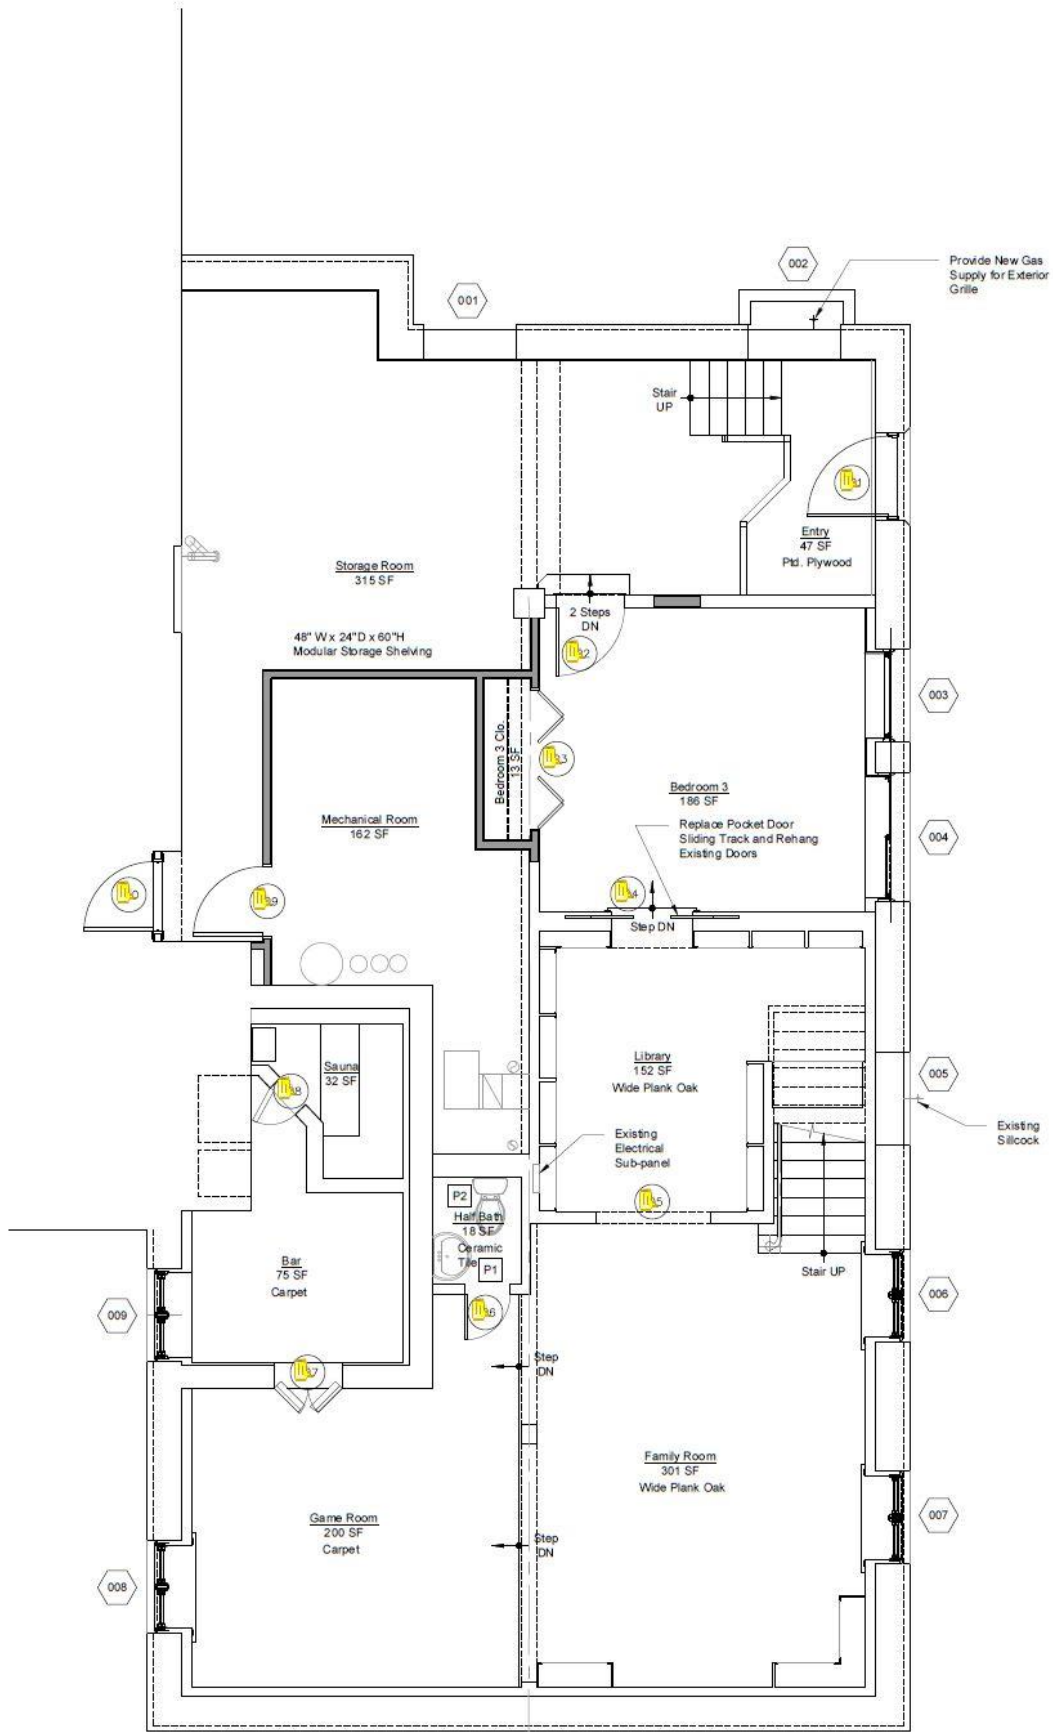 002
Provide New Gas
Supply for Exterior
Grille
001
Stair
UP
Entry
47 SF
Ptd. Plywood
Storage Room
315 SF
2 Steps
DN
48" W x 24"D x 60"H
Modular Storage Shelving
003
Bedroom 3 Clo.
13 SF
Bedroom 3
186 SF
Mechanical Room
162 SF
Replace Pocket Door
Sliding Track and Rehang
Existing Doors
004
Step DN
Library
152 SF
Wide Plank Oak
Sauna
32 SF
005
Existing
Sillcock
Existing
Electrical
Sub-panel
P2
Half Bath
18 SF
Ceramic
Tile
P1
Bar
75 SF
Carpet
Stair UP
006
009
Step
DN
Family Room
301 SF
Wide Plank Oak
Game Room
200 SF
Carpet
007
Step
DN
008